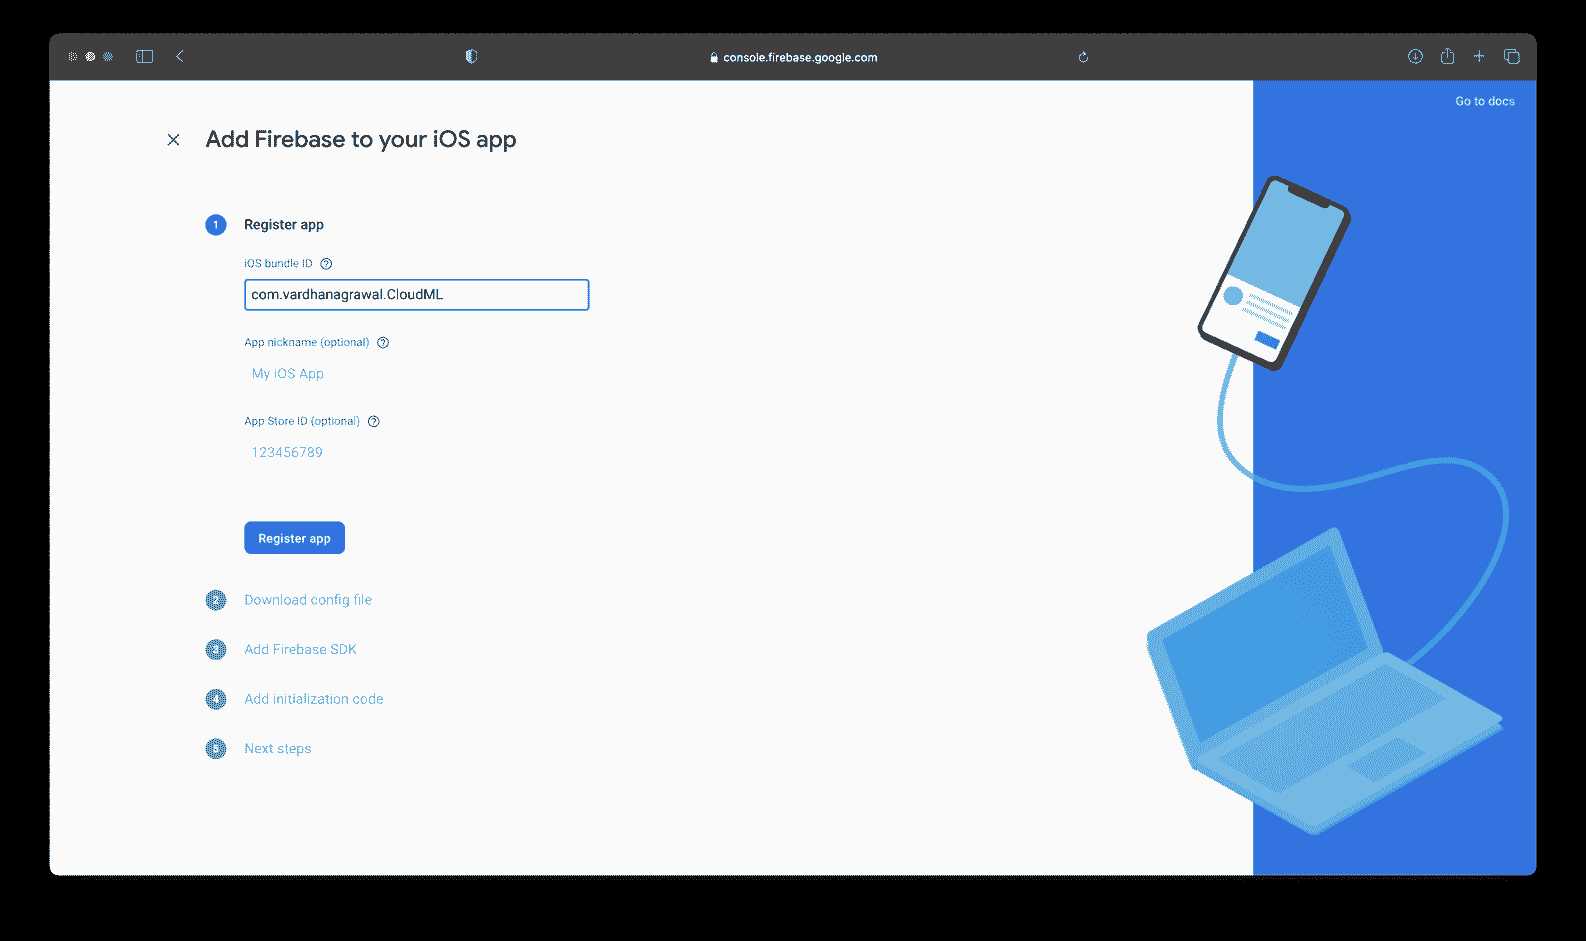 console.firebase.google.com
Go to docs
Add Firebase to your iOS app
1 Register app
iOS bundle ID ?
com.vardhanagrawal.CloudML
App nickname (optional) ?
My iOS App
App Store ID (optional) ?
123456789
Register app
2 Download config file
3 Add Firebase SDK
4 Add initialization code
5 Next steps